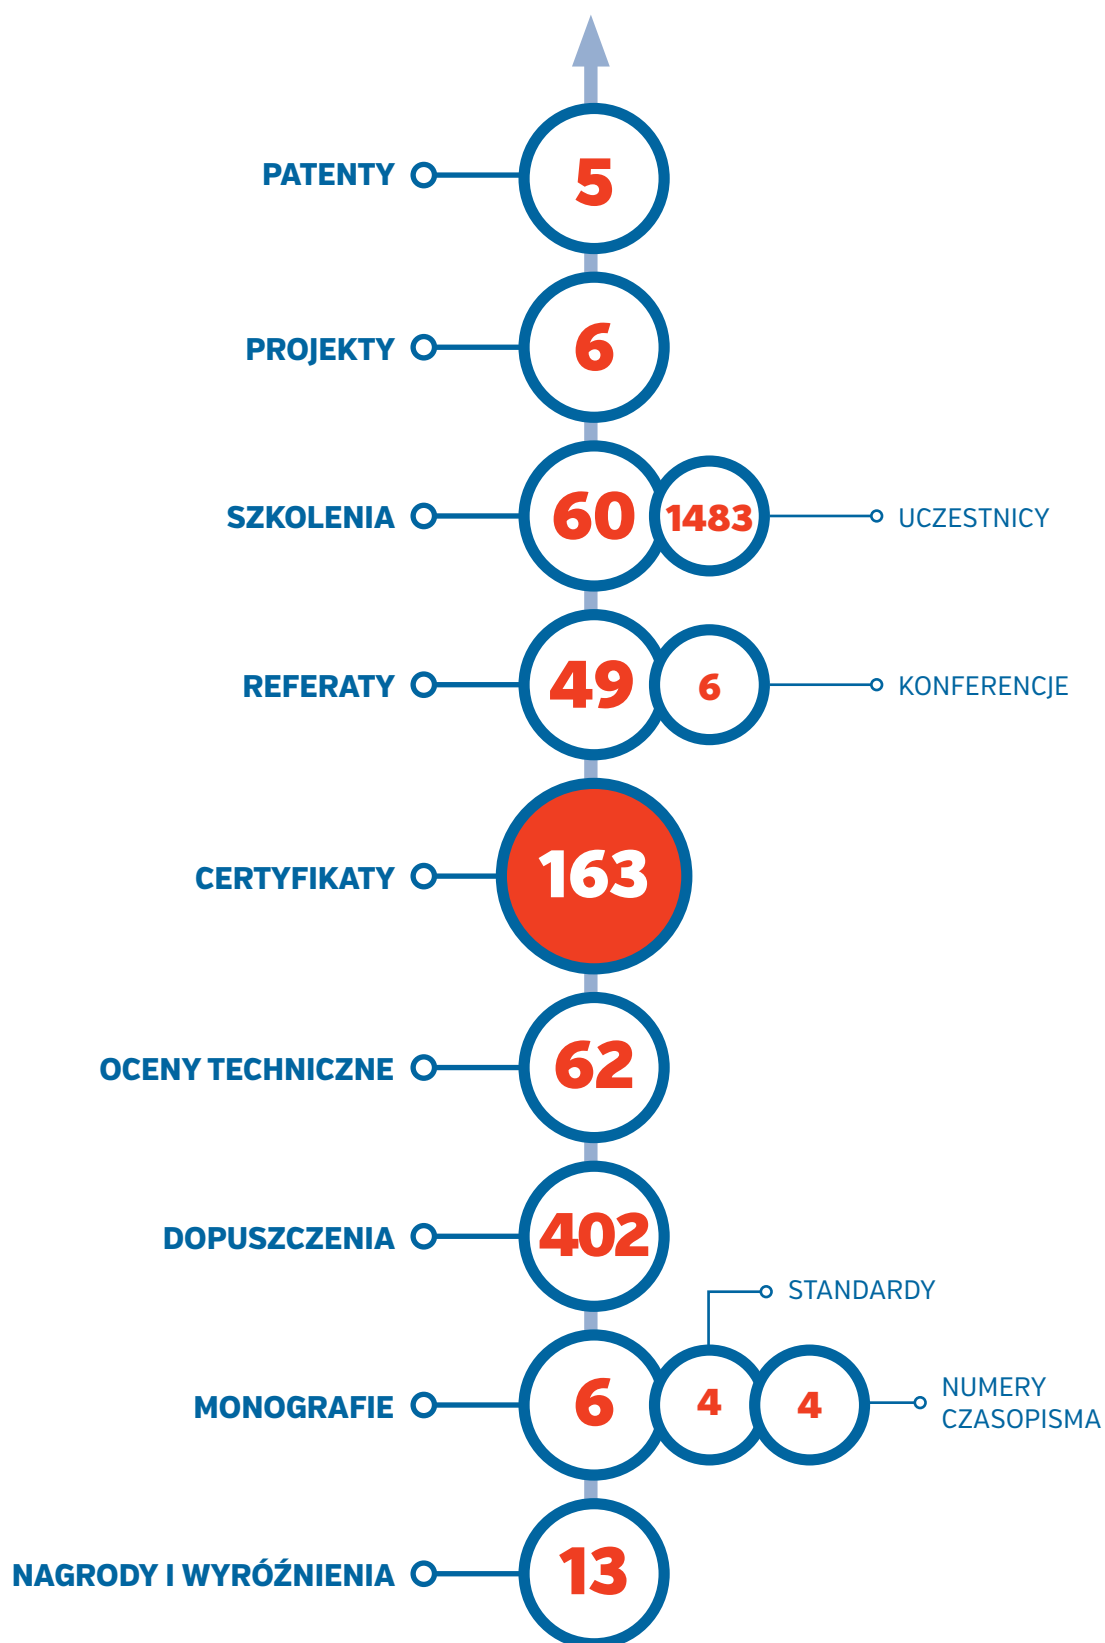 PATENTY
5
PROJEKTY
6
SZKOLENIA
60
1483
UCZESTNICY
REFERATY
49
6
KONFERENCJE
CERTYFIKATY
163
OCENY TECHNICZNE
62
DOPUSZCZENIA
402
STANDARDY
MONOGRAFIE
6
4
4
NUMERY
CZASOPISMA
NAGRODY I WYRÓŹNIENIA
13